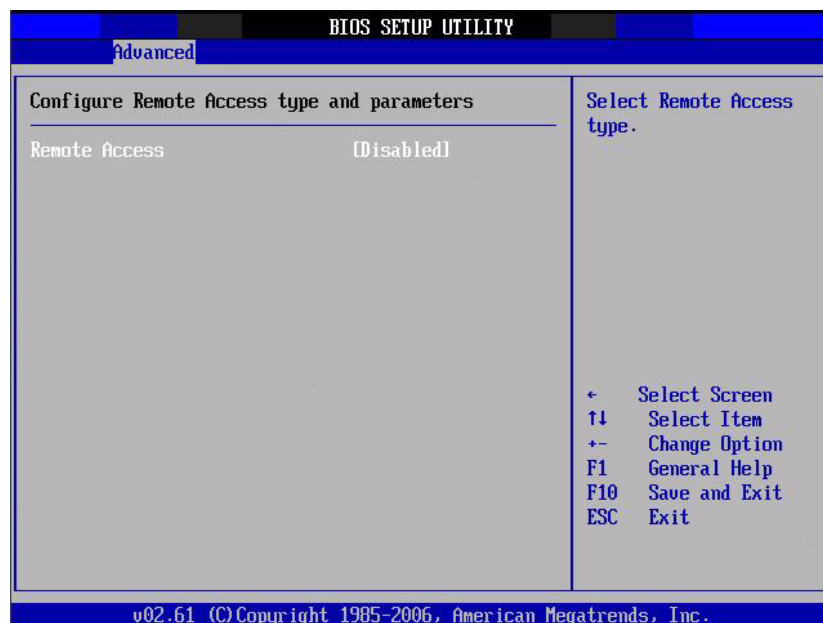 BIOS SETUP UTILITY
Advanced
Configure Remote Access type and parameters
Remote Access [Disabled]
Select Remote Access
type.
← Select Screen
↑↓ Select Item
+- Change Option
F1 General Help
F10 Save and Exit
ESC Exit
v02.61 (C)Copyright 1985-2006, American Megatrends, Inc.